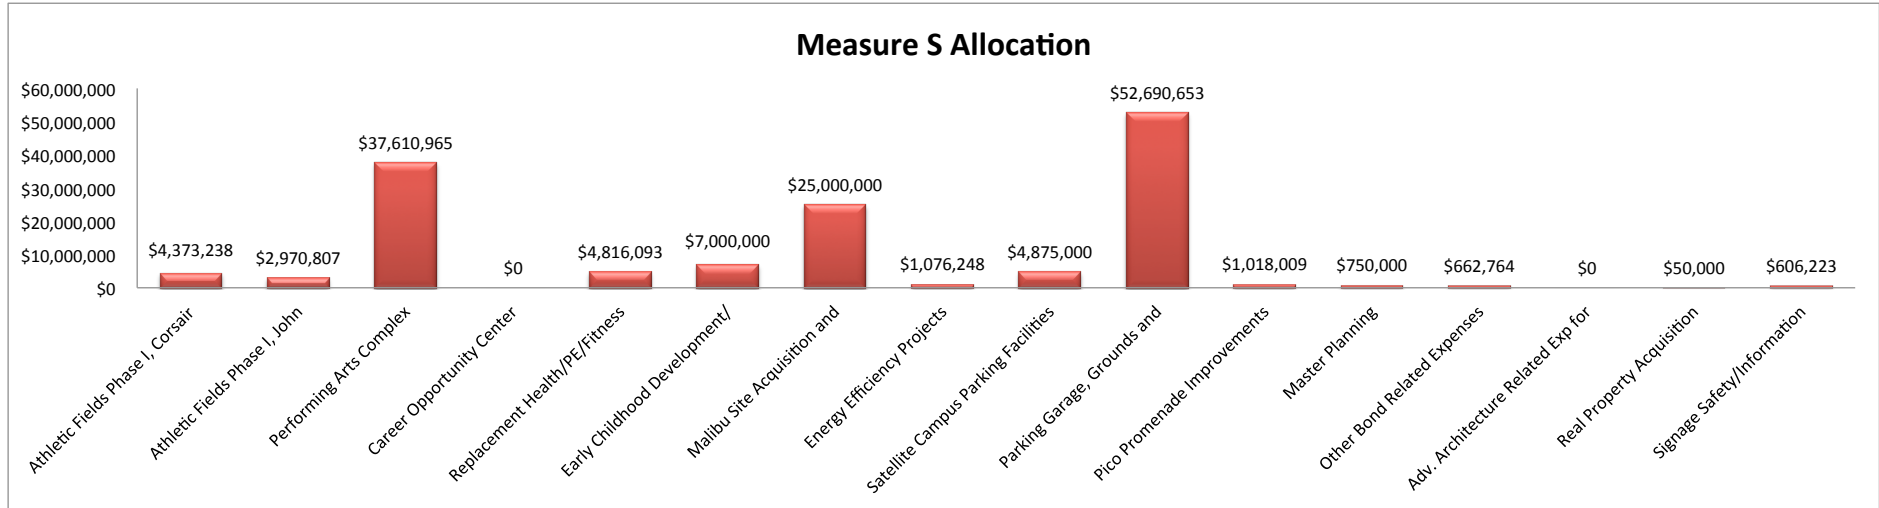 Measure S Allocation
$60,000,000
$50,000,000
$40,000,000
$30,000,000
$20,000,000
$10,000,000
$0
$4,373,238
$2,970,807
$37,610,965
$0
$4,816,093
$7,000,000
$25,000,000
$1,076,248
$4,875,000
$52,690,653
$1,018,009
$750,000
$662,764
$0
$50,000
$606,223
Athletic Fields Phase I, Corsair
Athletic Fields Phase I, John
Performing Arts Complex
Career Opportunity Center
Replacement Health/PE/Fitness
Early Childhood Development/
Malibu Site Acquisition and
Energy Efficiency Projects
Satellite Campus Parking Facilities
Parking Garage, Grounds and
Pico Promenade Improvements
Master Planning
Other Bond Related Expenses
Adv. Architecture Related Exp for
Real Property Acquisition
Signage Safety/Information